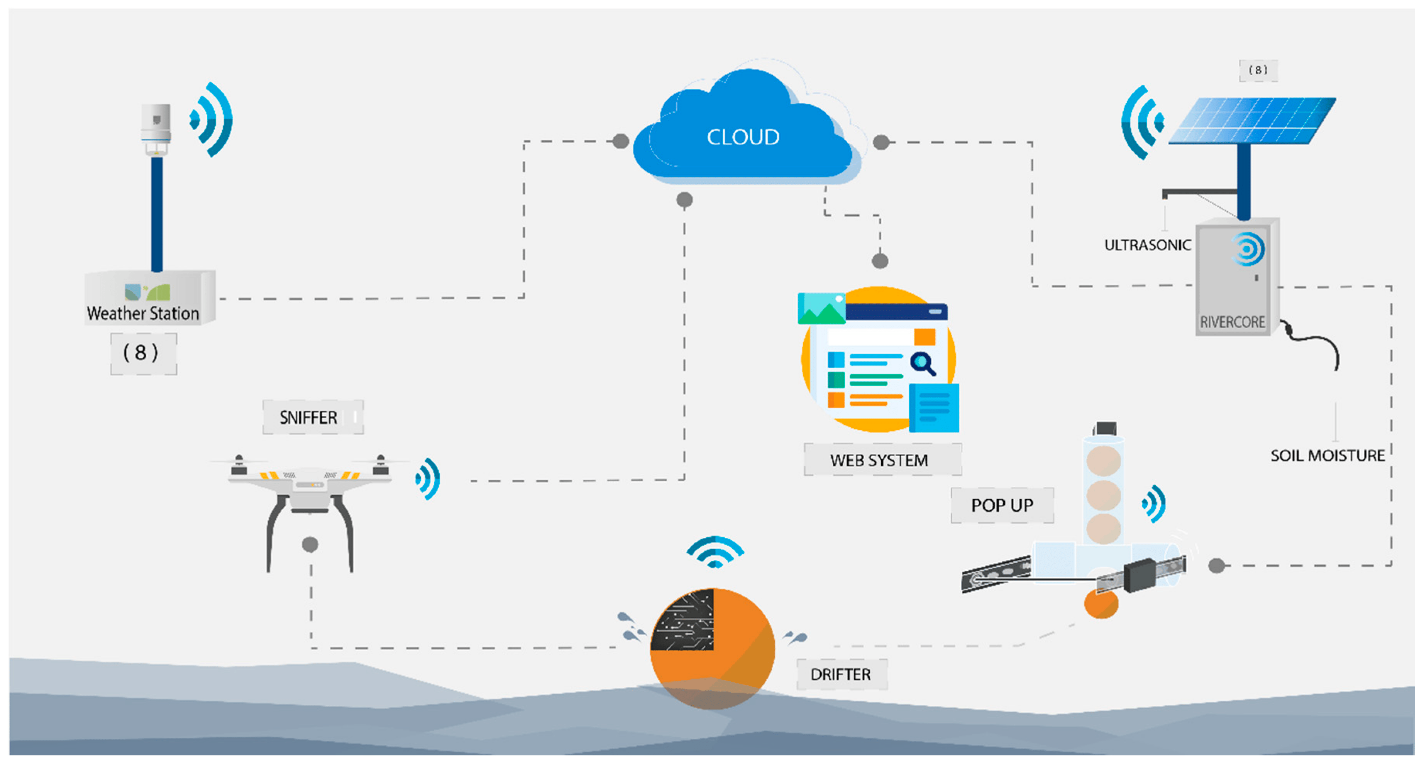 (8)
CLOUD
ULTRASONIC
Weather Station
RIVERCORE
(8)
SNIFFER
WEB SYSTEM
SOIL MOISTURE
POP UP
DRIFTER